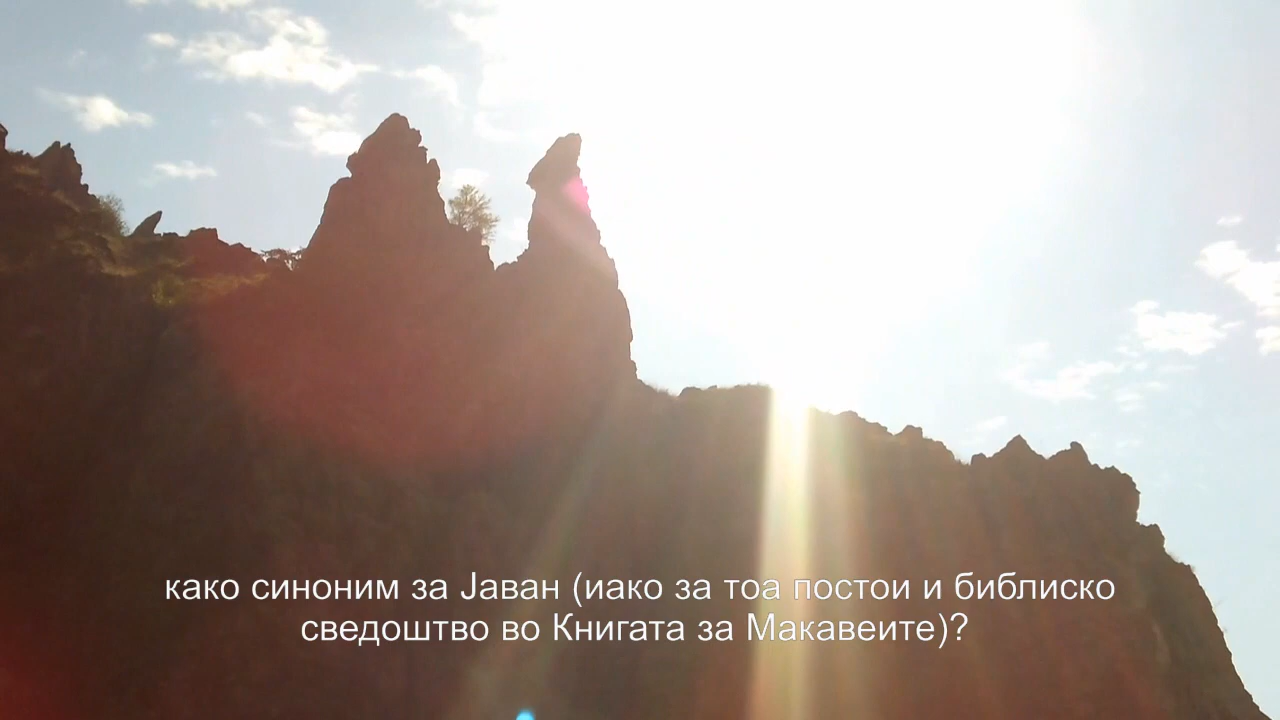 како синоним за Јаван (иако за тоа постои и библиско
сведоштво во Книгата за Макавеите)?